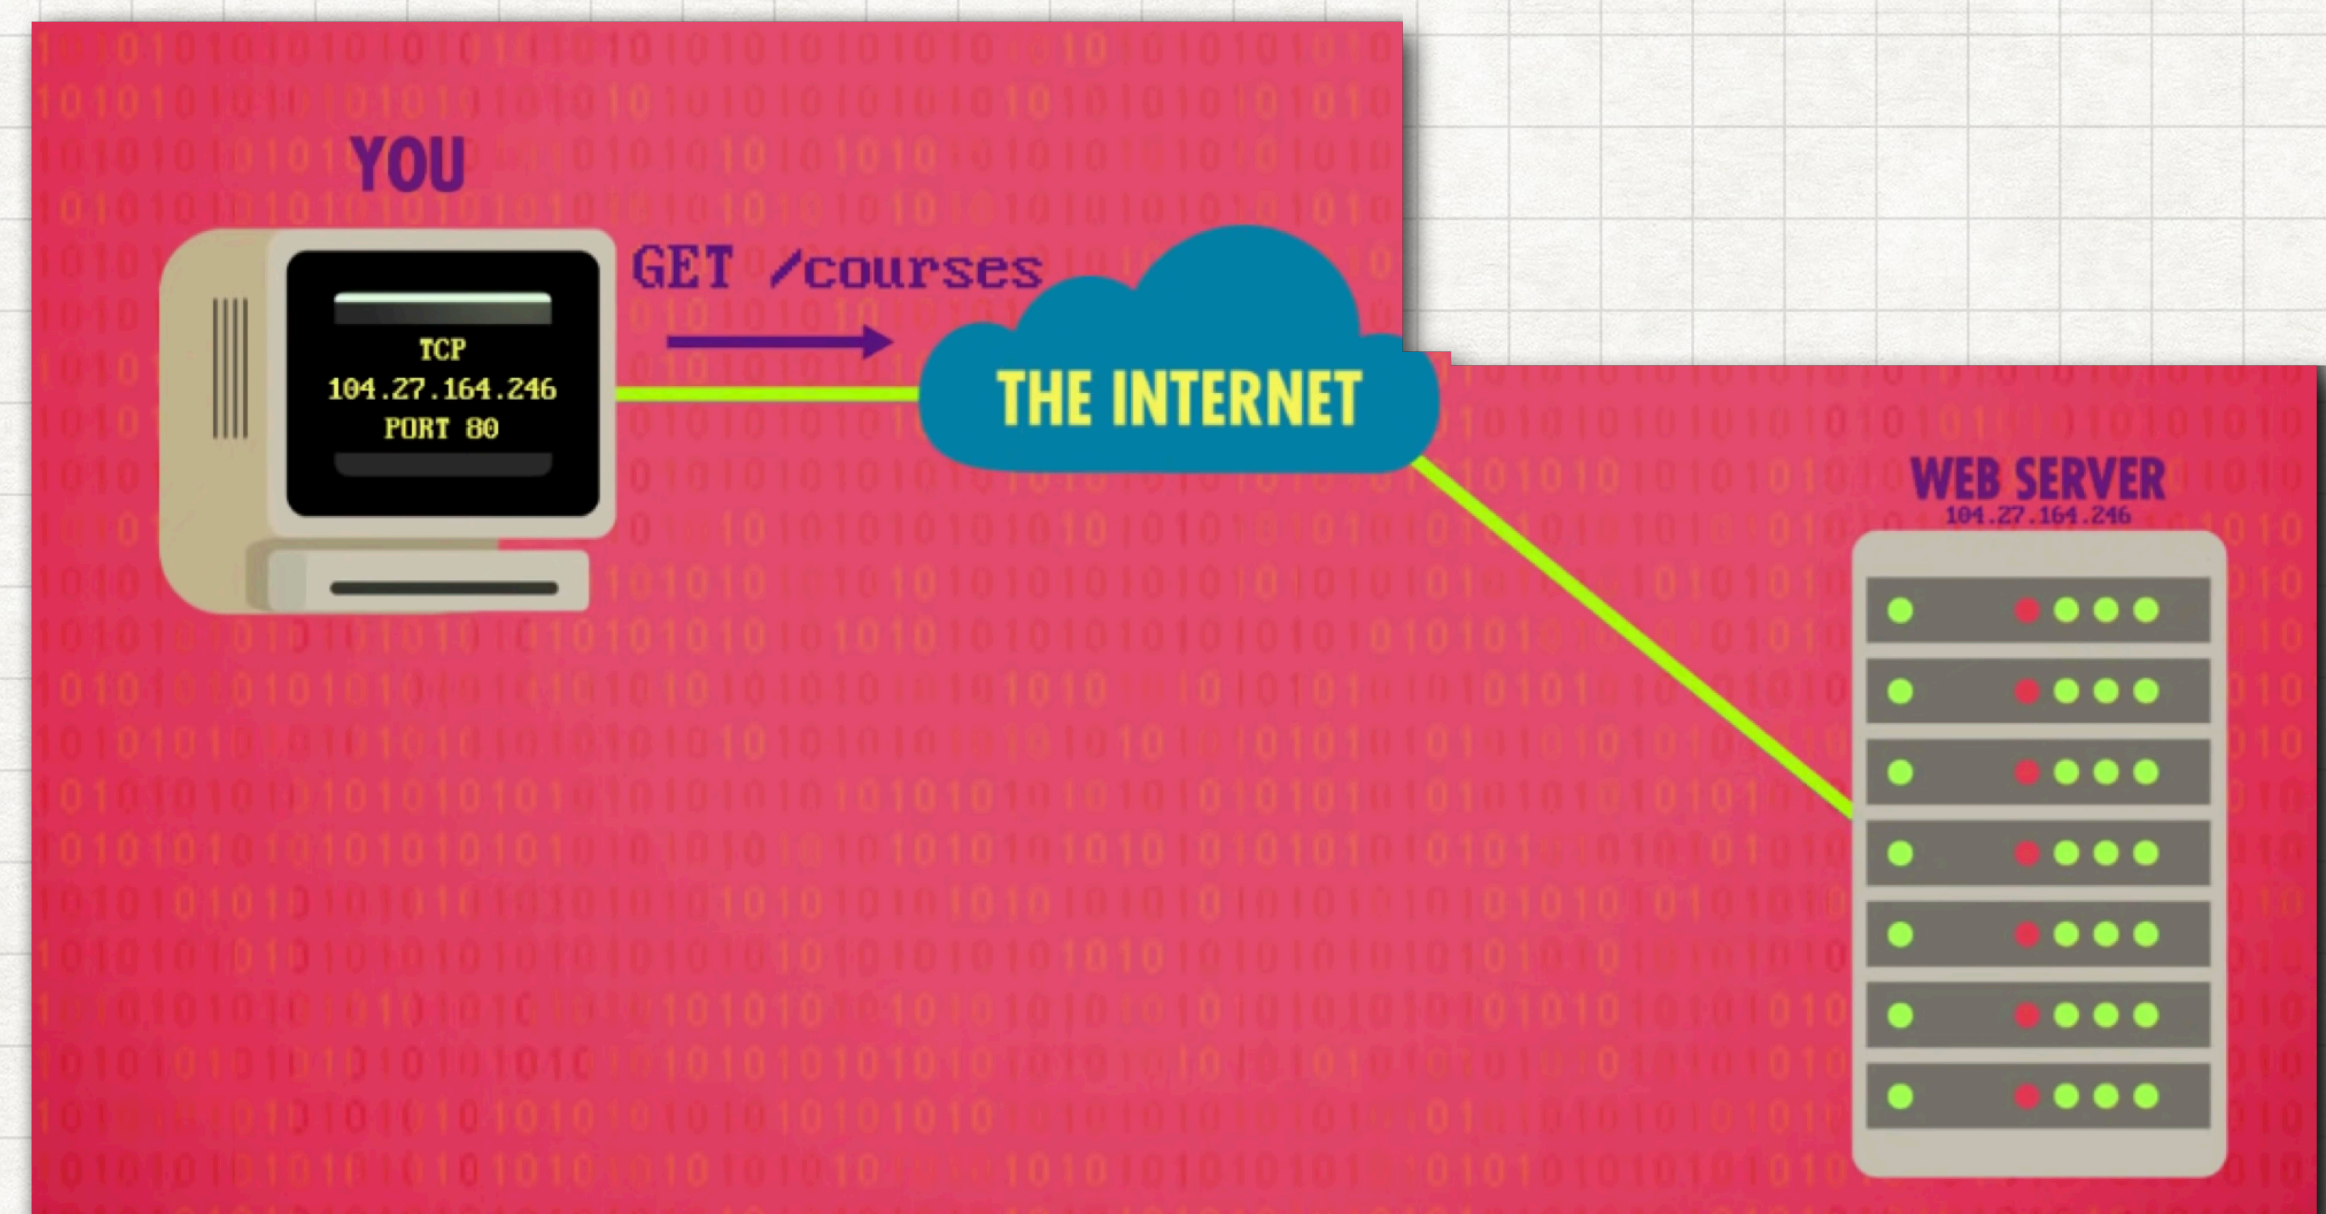 YOU
GET /courses
TCP
104.27.164.246
PORT 80
THE INTERNET
WEB SERVER
104.27.164.246